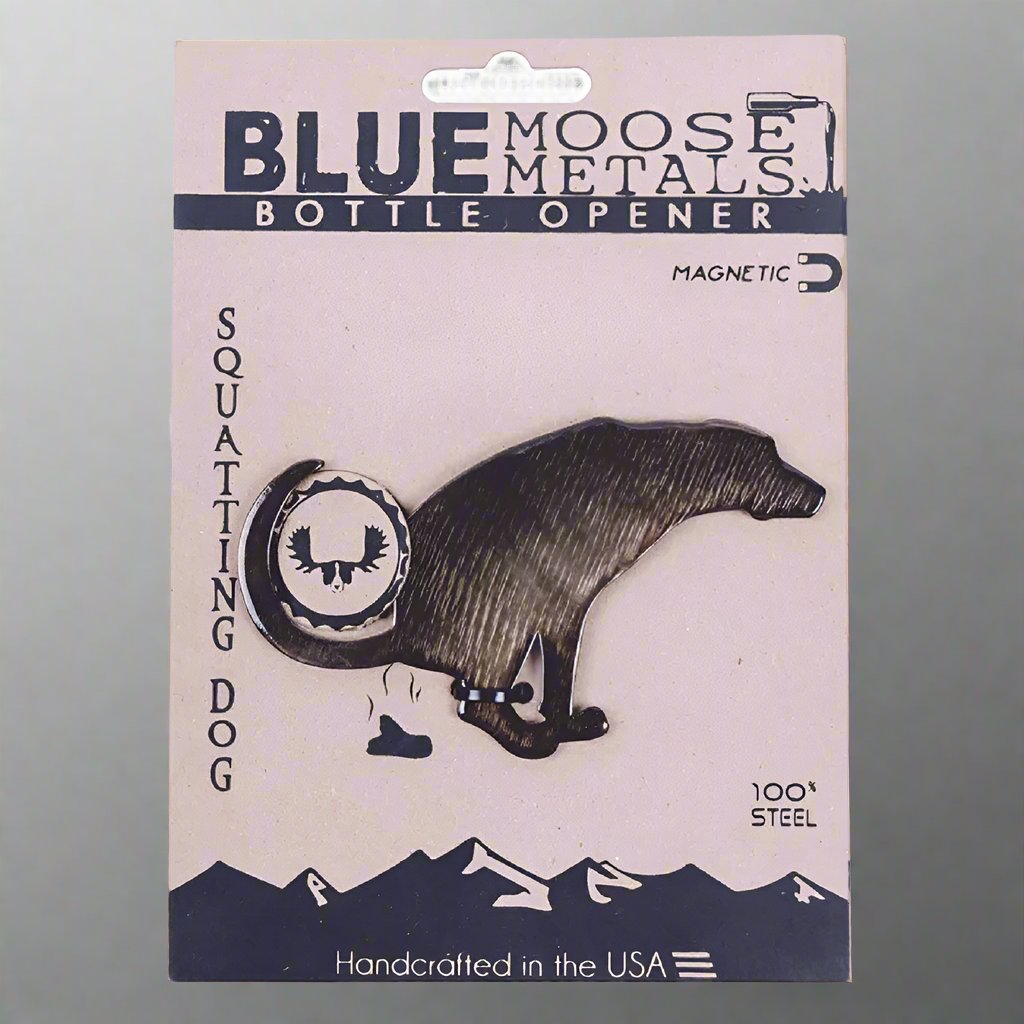 BLUE MOOSE METALS
BOTTLE OPENER
MAGNETIC
SQUATTING DOG
100%
STEEL
Handcrafted in the USA